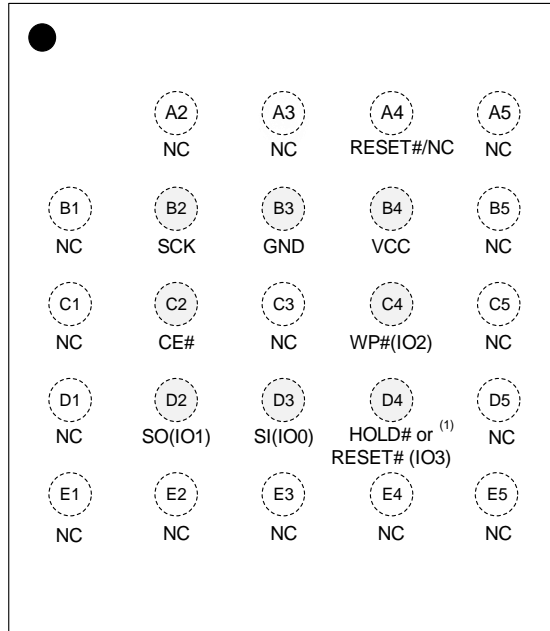 A2 A3 A4 A5
NC NC RESET#/NC NC
B1 B2 B3 B4 B5
NC SCK GND VCC NC
C1 C2 C3 C4 C5
NC CE# NC WP#(IO2) NC
D1 D2 D3 D4 D5
NC SO(IO1) SI(IO0) HOLD# or (1) NC
RESET# (IO3)
E1 E2 E3 E4 E5
NC NC NC NC NC